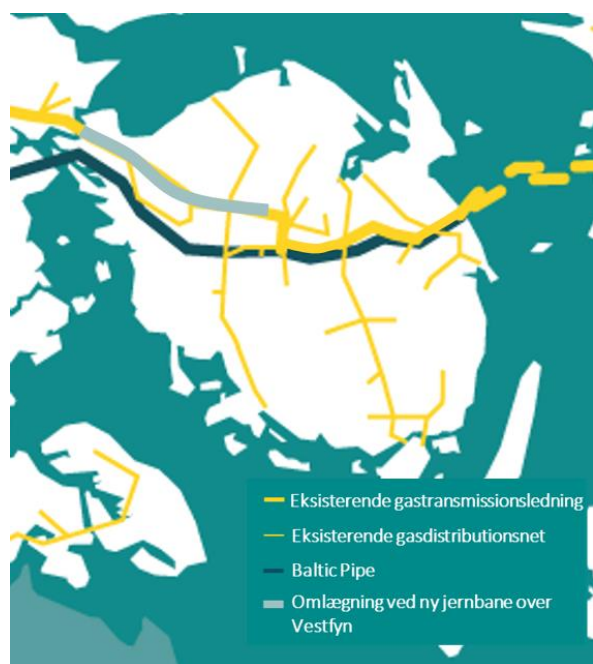 Eksisterende gastransmissionsledning
Eksisterende gasdistributionsnet
Baltic Pipe
Omlægning ved ny jernbane over
Vestfyn